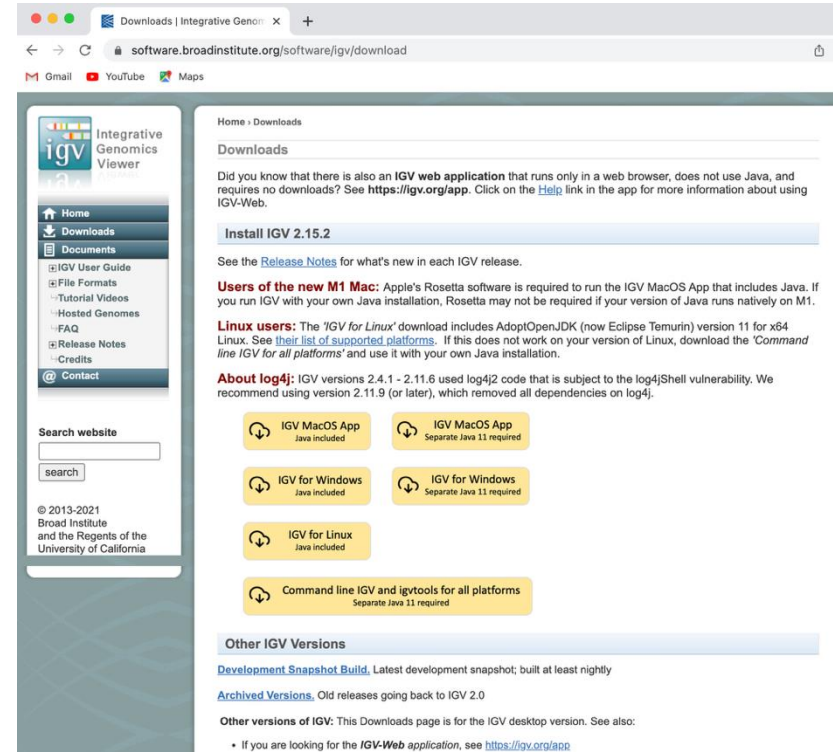 Downloads | Integrative Genom
software.broadinstitute.org/software/igv/download
Gmail YouTube Maps
igv
Integrative
Genomics
Viewer
Home
Downloads
Documents
IGV User Guide
File Formats
Tutorial Videos
Hosted Genomes
FAQ
Release Notes
Credits
@ Contact
Search website
search
© 2013-2021
Broad Institute
and the Regents of the
University of California
Home › Downloads
Downloads
Did you know that there is also an IGV web application that runs only in a web browser, does not use Java, and
requires no downloads? See https://igv.org/app. Click on the Help link in the app for more information about using
IGV-Web.
Install IGV 2.15.2
See the Release Notes for what's new in each IGV release.
Users of the new M1 Mac: Apple's Rosetta software is required to run the IGV MacOS App that includes Java. If
you run IGV with your own Java installation, Rosetta may not be required if your version of Java runs natively on M1.
Linux users: The 'IGV for Linux' download includes AdoptOpenJDK (now Eclipse Temurin) version 11 for x64
Linux. See their list of supported platforms. If this does not work on your version of Linux, download the 'Command
line IGV for all platforms' and use it with your own Java installation.
About log4j: IGV versions 2.4.1 - 2.11.6 used log4j2 code that is subject to the log4jShell vulnerability. We
recommend using version 2.11.9 (or later), which removed all dependencies on log4j.
IGV MacOS App
Java included
IGV MacOS App
Separate Java 11 required
IGV for Windows
Java included
IGV for Windows
Separate Java 11 required
IGV for Linux
Java included
Command line IGV and igvtools for all platforms
Separate Java 11 required
Other IGV Versions
Development Snapshot Build. Latest development snapshot; built at least nightly
Archived Versions. Old releases going back to IGV 2.0
Other versions of IGV: This Downloads page is for the IGV desktop version. See also:
• If you are looking for the IGV-Web application, see https://igv.org/app